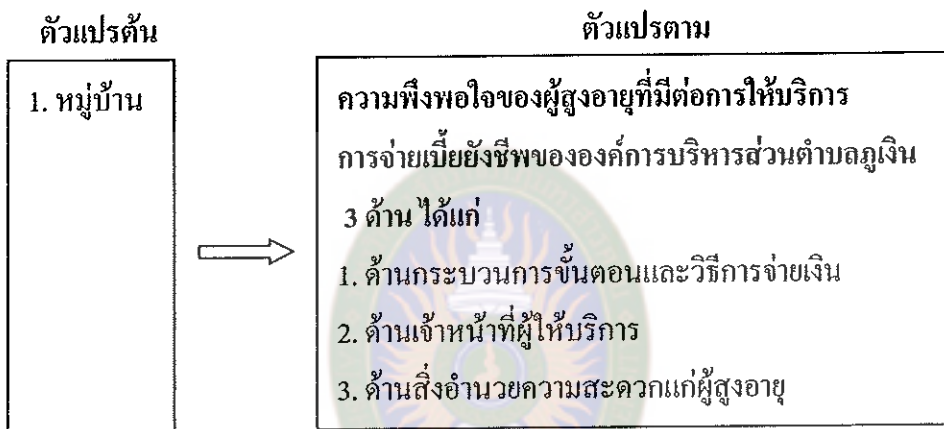 ตัวแปรต้น
ตัวแปรตาม
1. หมู่บ้าน
ความพึงพอใจของผู้สูงอายุที่มีต่อการให้บริการ
การจ่ายเบี้ยยังชีพขององค์การบริหารส่วนตำบลภูเงิน
3 ด้าน ได้แก่
1. ด้านกระบวนการขั้นตอนและวิธีการจ่ายเงิน
2. ด้านเจ้าหน้าที่ผู้ให้บริการ
3. ด้านสิ่งอำนวยความสะดวกแก่ผู้สูงอายุ